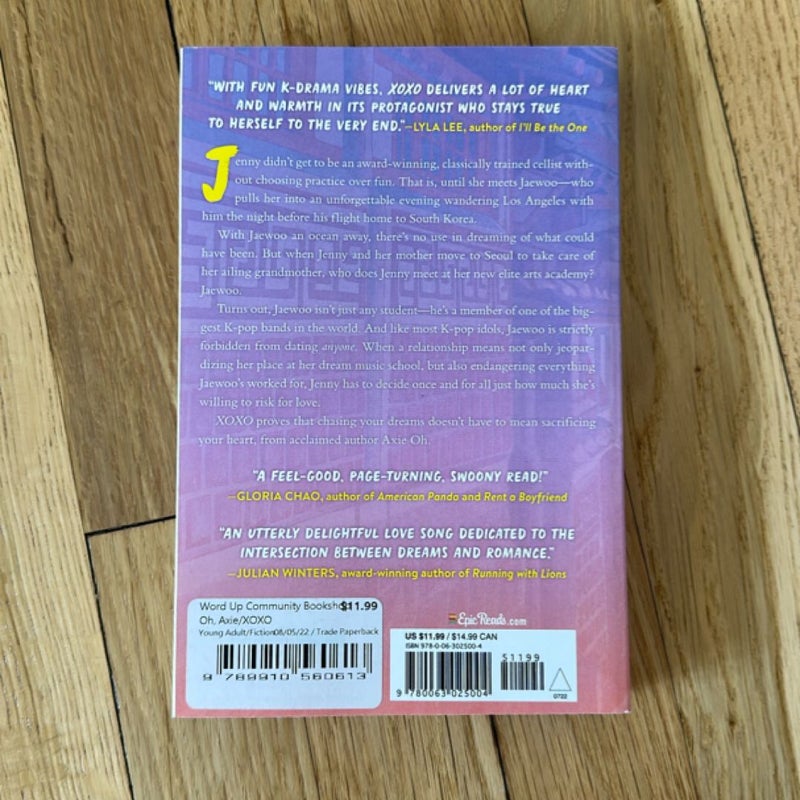 "WITH FUN K-DRAMA VIBES, XOXO DELIVERS A LOT OF HEART
AND WARMTH IN ITS PROTAGONIST WHO STAYS TRUE
TO HERSELF TO THE VERY END."—LYLA LEE, author of I'll Be the One
Jenny didn't get to be an award-winning, classically trained cellist with-
out choosing practice over fun. That is, until she meets Jaewoo—who
pulls her into an unforgettable evening wandering Los Angeles with
him the night before his flight home to South Korea.
With Jaewoo an ocean away, there's no use in dreaming of what could
have been. But when Jenny and her mother move to Seoul to take care of
her ailing grandmother, who does Jenny meet at her new elite arts academy?
Jaewoo.
Turns out, Jaewoo isn't just any student—he's a member of one of the big-
gest K-pop bands in the world. And like most K-pop idols, Jaewoo is strictly
forbidden from dating anyone. When a relationship means not only jeopar-
dizing her place at her dream music school, but also endangering everything
Jaewoo's worked for, Jenny has to decide once and for all just how much she's
willing to risk for love.
XOXO proves that chasing your dreams doesn't have to mean sacrificing
your heart, from acclaimed author Axie Oh.
"A FEEL-GOOD, PAGE-TURNING, SWOONY READ!"
—GLORIA CHAO, author of American Panda and Rent a Boyfriend
"AN UTTERLY DELIGHTFUL LOVE SONG DEDICATED TO THE
INTERSECTION BETWEEN DREAMS AND ROMANCE."
—JULIAN WINTERS, award-winning author of Running with Lions
Word Up Community Booksho $11.99
Oh, Axie/XOXO
Young Adult/Fiction08/05/22 / Trade Paperback
9 789910 560613
EpicReads.com
US $11.99 / $14.99 CAN
ISBN 978-0-06-302500-4
51199
9 780063 025004
0722